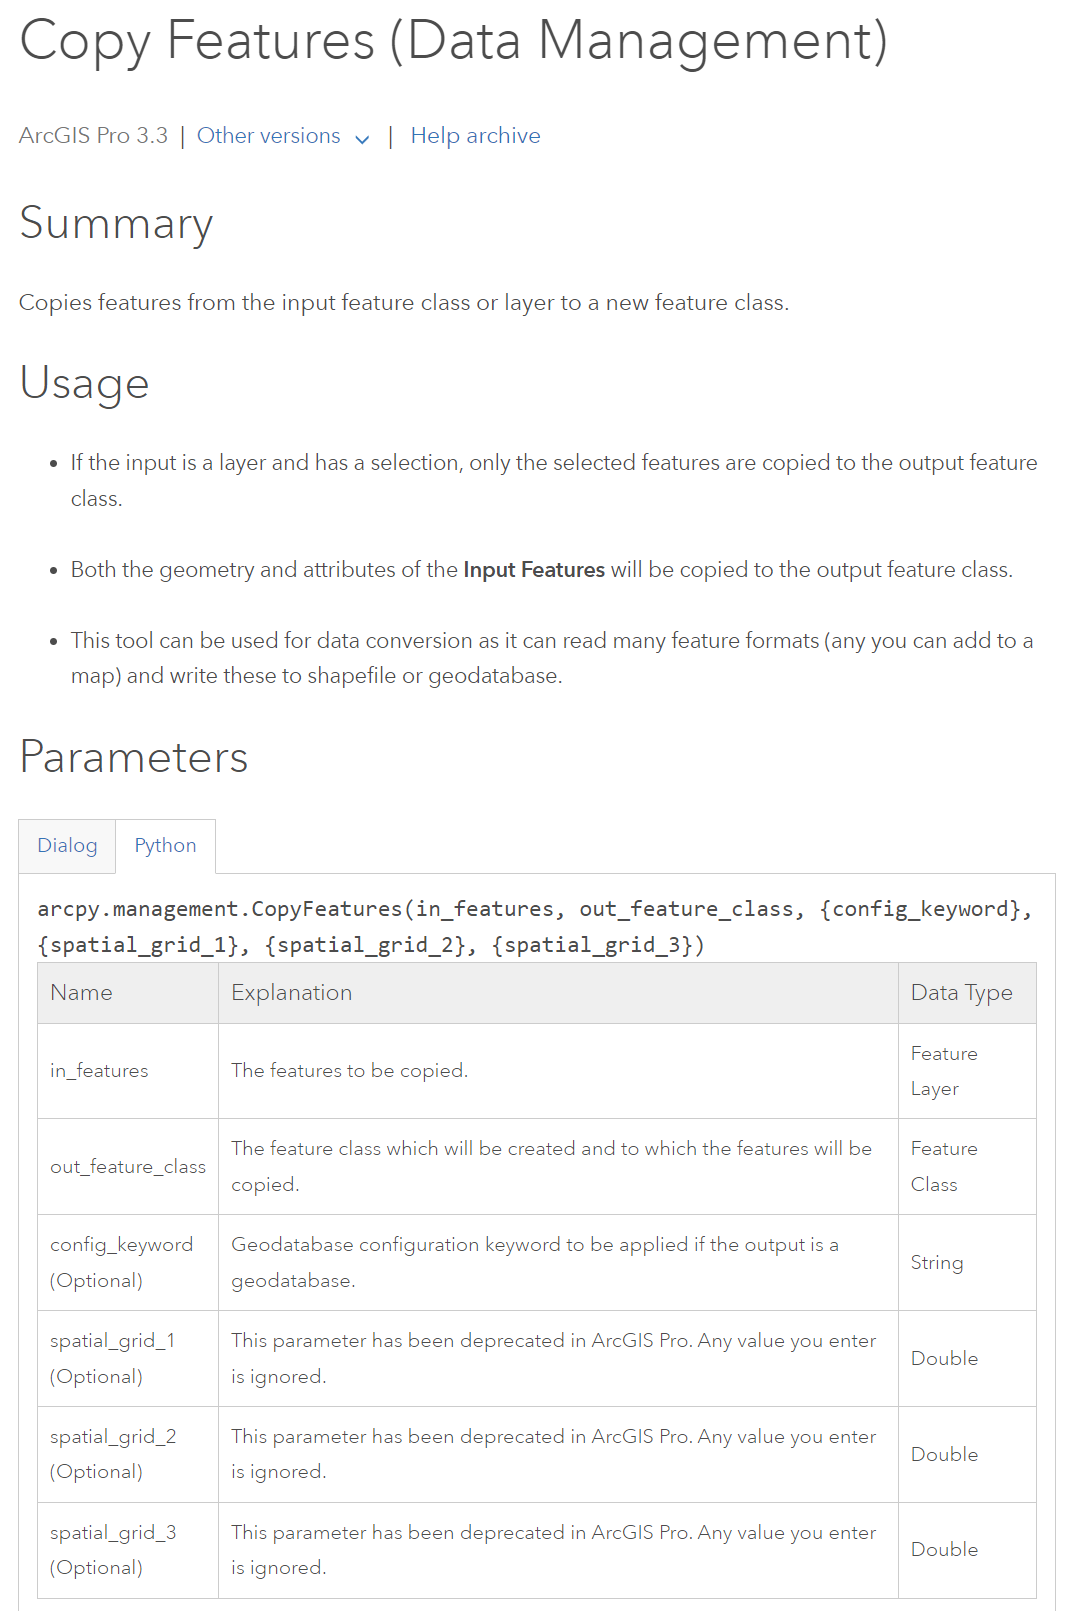 Copy Features (Data Management)
ArcGIS Pro 3.3 | Other versions | Help archive
Summary
Copies features from the input feature class or layer to a new feature class.
Usage
• If the input is a layer and has a selection, only the selected features are copied to the output feature
class.
• Both the geometry and attributes of the Input Features will be copied to the output feature class.
• This tool can be used for data conversion as it can read many feature formats (any you can add to a
map) and write these to shapefile or geodatabase.
Parameters
Dialog Python
arcpy.management.CopyFeatures(in_features, out_feature_class, {config_keyword},
{spatial_grid_1}, {spatial_grid_2}, {spatial_grid_3})
Name Explanation Data Type
in_features The features to be copied. Feature
Layer
out_feature_class The feature class which will be created and to which the features will be Feature
copied. Class
config_keyword Geodatabase configuration keyword to be applied if the output is a String
(Optional) geodatabase.
spatial_grid_1 This parameter has been deprecated in ArcGIS Pro. Any value you enter Double
(Optional) is ignored.
spatial_grid_2 This parameter has been deprecated in ArcGIS Pro. Any value you enter Double
(Optional) is ignored.
spatial_grid_3 This parameter has been deprecated in ArcGIS Pro. Any value you enter Double
(Optional) is ignored.